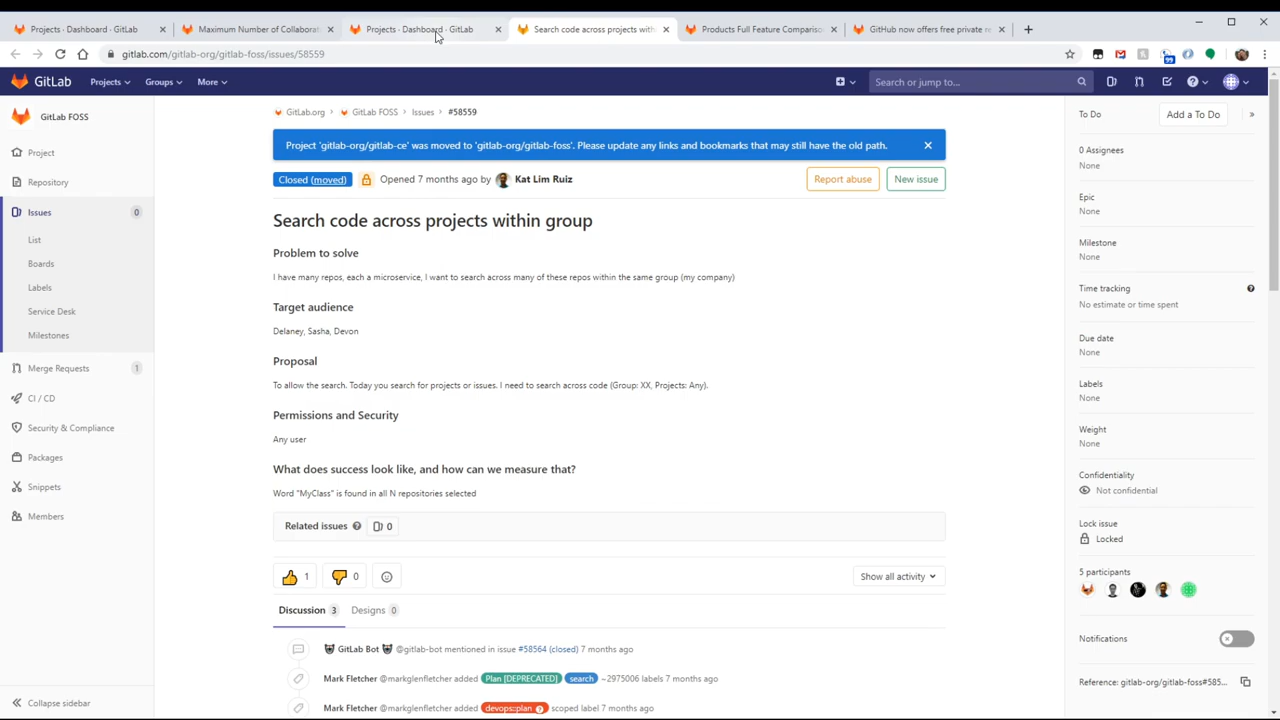 Projects · Dashboard · GitLab
Maximum Number of Collaborat
Projects · Dashboard · GitLab
Search code across projects with
Products Full Feature Comparison
GitHub now offers free private re
gitlab.com/gitlab-org/gitlab-foss/issues/58559
99
GitLab
Projects
Groups
More
Search or jump to...
GitLab FOSS
Project
Repository
Issues 0
List
Boards
Labels
Service Desk
Milestones
Merge Requests 1
CI / CD
Security & Compliance
Packages
Snippets
Members
Collapse sidebar
GitLab.org
GitLab FOSS
Issues
#58559
Project 'gitlab-org/gitlab-ce' was moved to 'gitlab-org/gitlab-foss'. Please update any links and bookmarks that may still have the old path.
Closed (moved)
Opened 7 months ago by Kat Lim Ruiz
Report abuse
New issue
Search code across projects within group
Problem to solve
I have many repos, each a microservice, I want to search across many of these repos within the same group (my company)
Target audience
Delaney, Sasha, Devon
Proposal
To allow the search. Today you search for projects or issues. I need to search across code (Group: XX, Projects: Any).
Permissions and Security
Any user
What does success look like, and how can we measure that?
Word "MyClass" is found in all N repositories selected
Related issues 0
1
0
Show all activity
Discussion 3
Designs 0
GitLab Bot @gitlab-bot mentioned in issue #58564 (closed) 7 months ago
Mark Fletcher @markglenfletcher added Plan [DEPRECATED] search ~2975006 labels 7 months ago
Mark Fletcher @markglenfletcher added devops::plan scoped label 7 months ago
To Do
Add a To Do
»
0 Assignees
None
Epic
None
Milestone
None
Time tracking
No estimate or time spent
Due date
None
Labels
None
Weight
None
Confidentiality
Not confidential
Lock issue
Locked
5 participants
Notifications
Reference: gitlab-org/gitlab-foss#585...